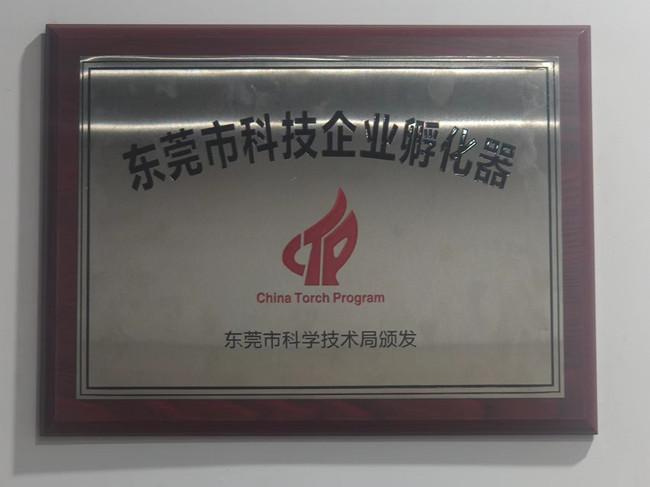 东莞市科技企业孵化器
CTP
China Torch Program
东莞市科学技术局颁发